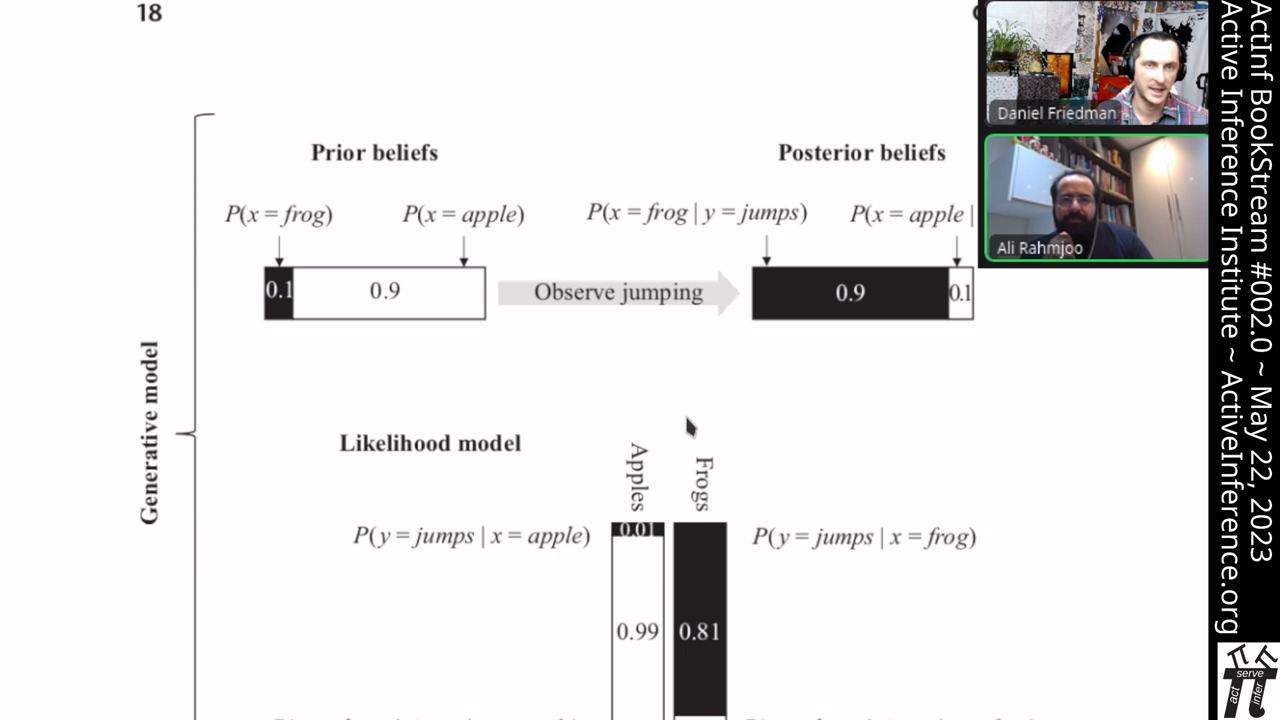 18
Prior beliefs
Posterior beliefs
P(x = frog)
P(x = apple)
P(x = frog | y = jumps)
P(x = apple |
0.1
0.9
Observe jumping
0.9
0.1
Generative model
Likelihood model
Apples
Frogs
P(y = jumps | x = apple)
0.01
P(y = jumps | x = frog)
0.99
0.81
Daniel Friedman
Ali Rahmjoo
ActInf BookStream #002.0 ~ May 22, 2023
Active Inference Institute ~ ActiveInference.org
serve
act
infer